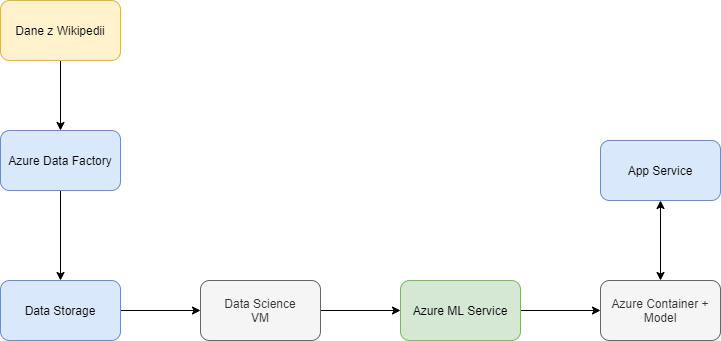 Dane z Wikipedii
Azure Data Factory
App Service
Data Storage
Data Science
VM
Azure ML Service
Azure Container +
Model